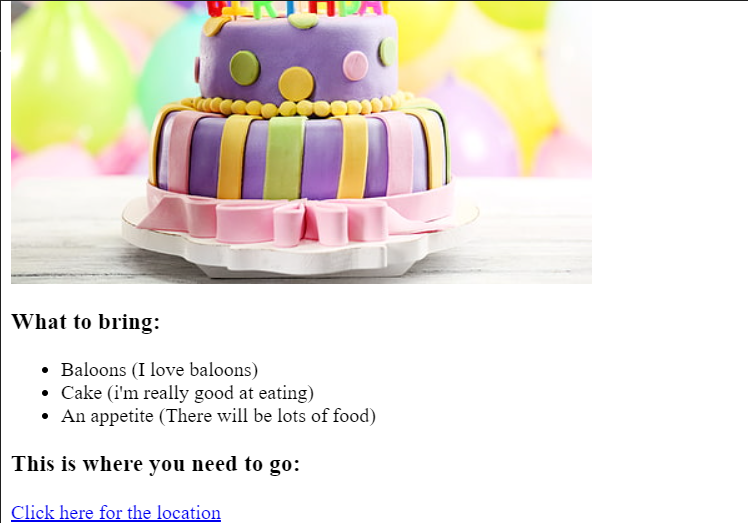 What to bring:
Baloons (I love baloons)
Cake (i'm really good at eating)
An appetite (There will be lots of food)
This is where you need to go:
Click here for the location